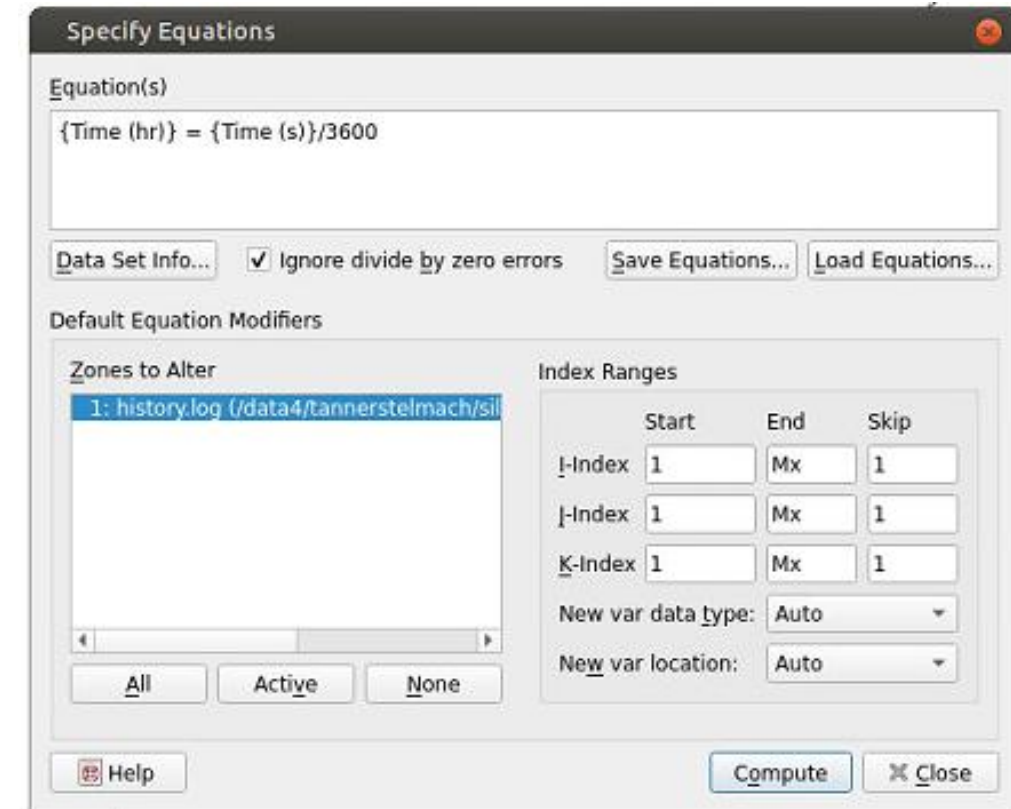 Specify Equations
Equation(s)
{Time (hr)} = {Time (s)}/3600
Data Set Info... Ignore divide by zero errors Save Equations... Load Equations...
Default Equation Modifiers
Zones to Alter
1: history.log (/data4/tannerstelmach/sil
All Active None
Index Ranges
Start End Skip
I-Index 1 Mx 1
J-Index 1 Mx 1
K-Index 1 Mx 1
New var data type: Auto
New var location: Auto
Help Compute Close